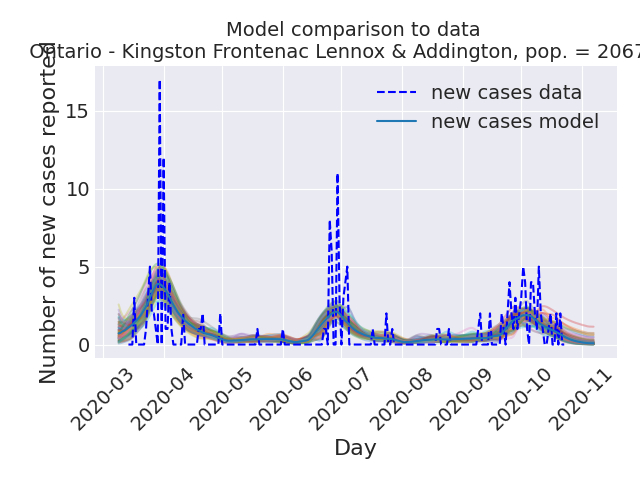 Model comparison to data
Ontario - Kingston Frontenac Lennox & Addington, pop. = 2067
Number of new cases reported
15
10
5
0
new cases data
new cases model
2020-03
2020-04
2020-05
2020-06
2020-07
2020-08
2020-09
2020-10
2020-11
Day